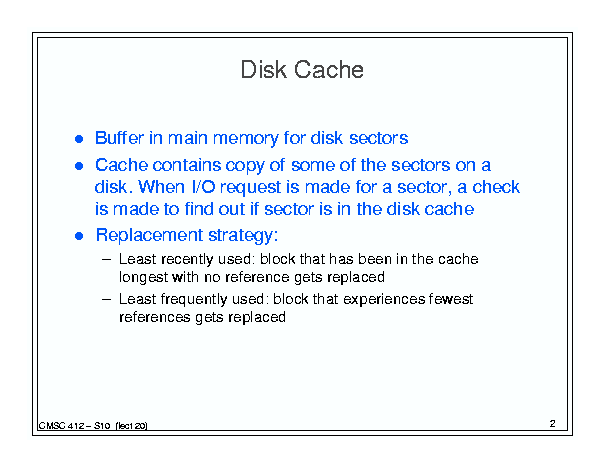 Disk Cache
● Buffer in main memory for disk sectors
● Cache contains copy of some of the sectors on a
disk. When I/O request is made for a sector, a check
is made to find out if sector is in the disk cache
● Replacement strategy:
– Least recently used: block that has been in the cache
longest with no reference gets replaced
– Least frequently used: block that experiences fewest
references gets replaced
CMSC 412 – S10 (lect 20)
2